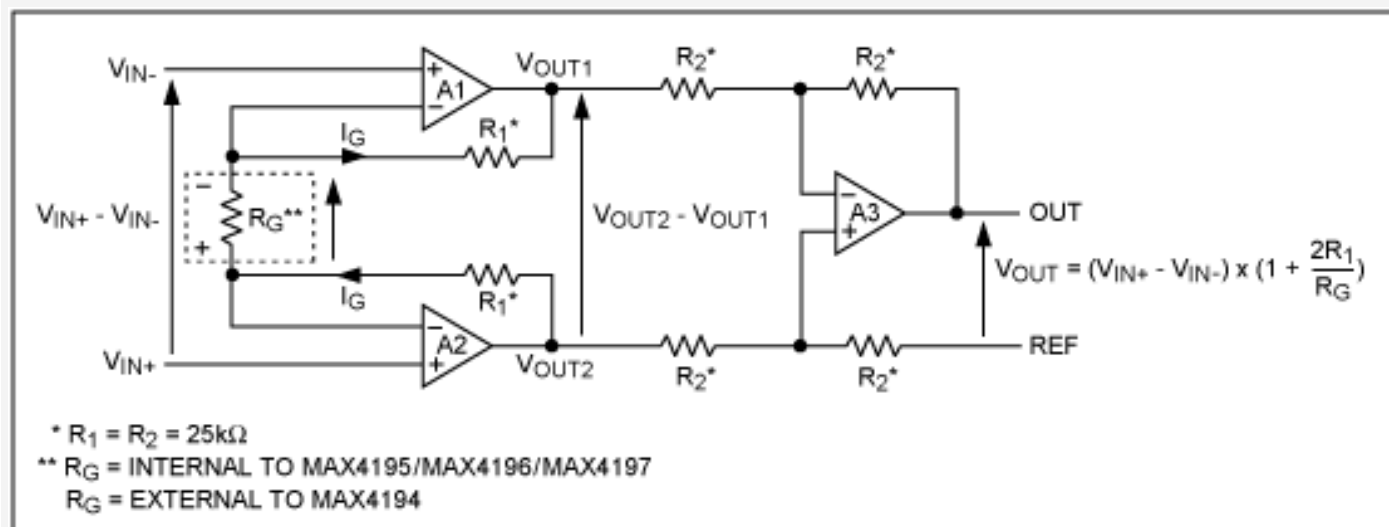 VIN-
A1
VOUT1
R2*
R2*
IG
R1*
VIN+ - VIN-
RG**
VOUT2 - VOUT1
A3
OUT
VOUT = (VIN+ - VIN-) x (1 + 2R1/RG)
IG
R1*
A2
VIN+
VOUT2
R2*
R2*
REF
* R1 = R2 = 25kΩ
** RG = INTERNAL TO MAX4195/MAX4196/MAX4197
RG = EXTERNAL TO MAX4194